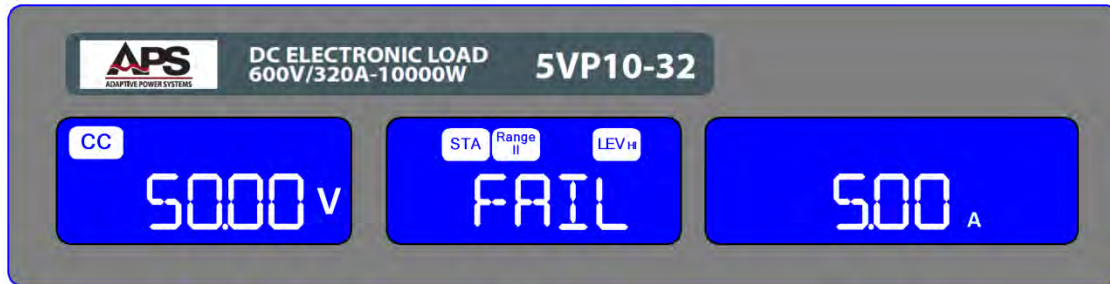 APS
ADAPTIVE POWER SYSTEMS
DC ELECTRONIC LOAD
600V/320A-10000W
5VP10-32
CC
50.00 V
STA Range II LEV HI
FAIL
5.00 A